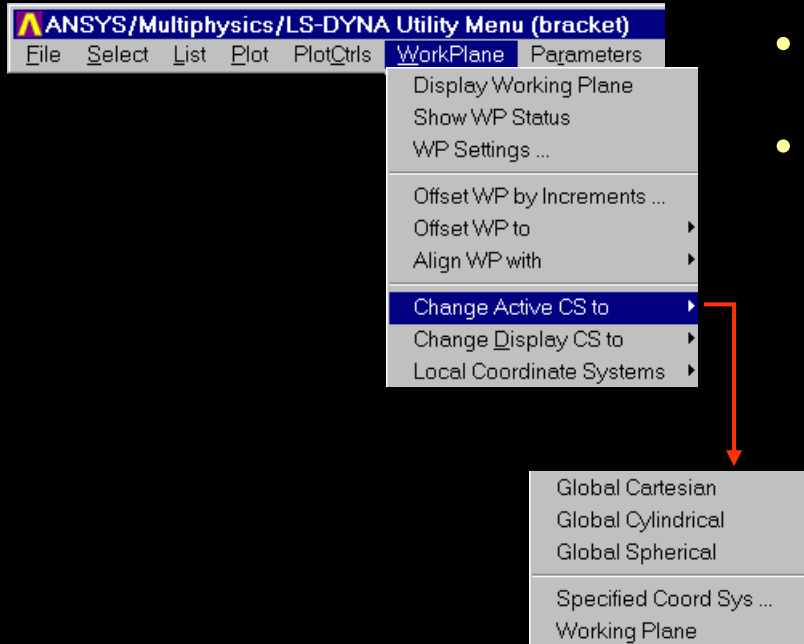 ANSYS/Multiphysics/LS-DYNA Utility Menu (bracket)
File Select List Plot PlotCtrls WorkPlane Parameters
Display Working Plane
Show WP Status
WP Settings ...
Offset WP by Increments ...
Offset WP to
Align WP with
Change Active CS to
Change Display CS to
Local Coordinate Systems
Global Cartesian
Global Cylindrical
Global Spherical
Specified Coord Sys ...
Working Plane